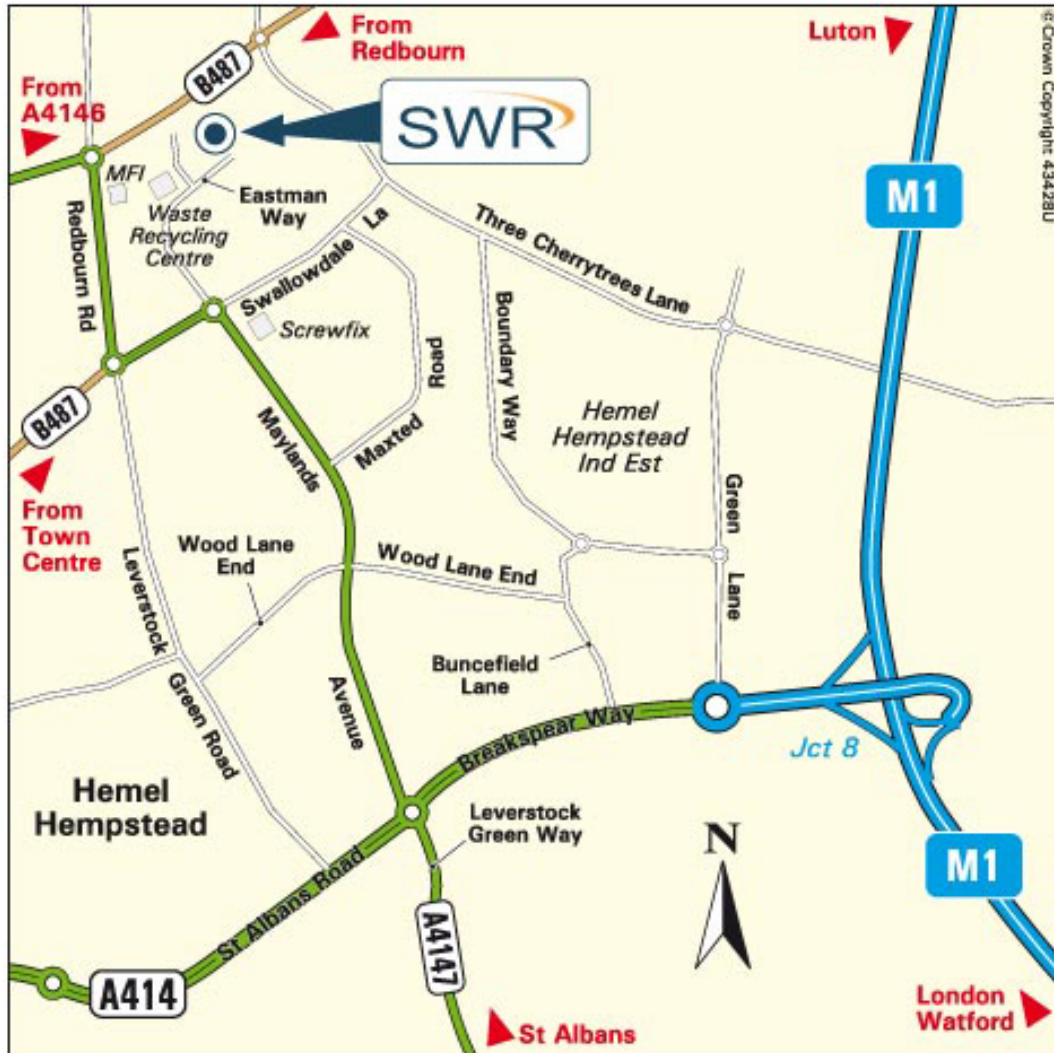 From
Redbourn
Luton
© Crown Copyright 43428U
B487
From
A4146
SWR
M1
MFI
Eastman
Way
Waste
Recycling
Centre
Redbourn Rd
Swallowdale La
Three Cherrytrees Lane
Screwfix
Boundary Way
Maxted Road
Hemel
Hempstead
Ind Est
B487
Maylands Avenue
From
Town
Centre
Green Lane
Wood Lane
End
Wood Lane End
Leverstock Green Road
Buncefield
Lane
Breakspear Way
Jct 8
Hemel
Hempstead
Leverstock
Green Way
N
M1
St Albans Road
A4147
A414
St Albans
London
Watford